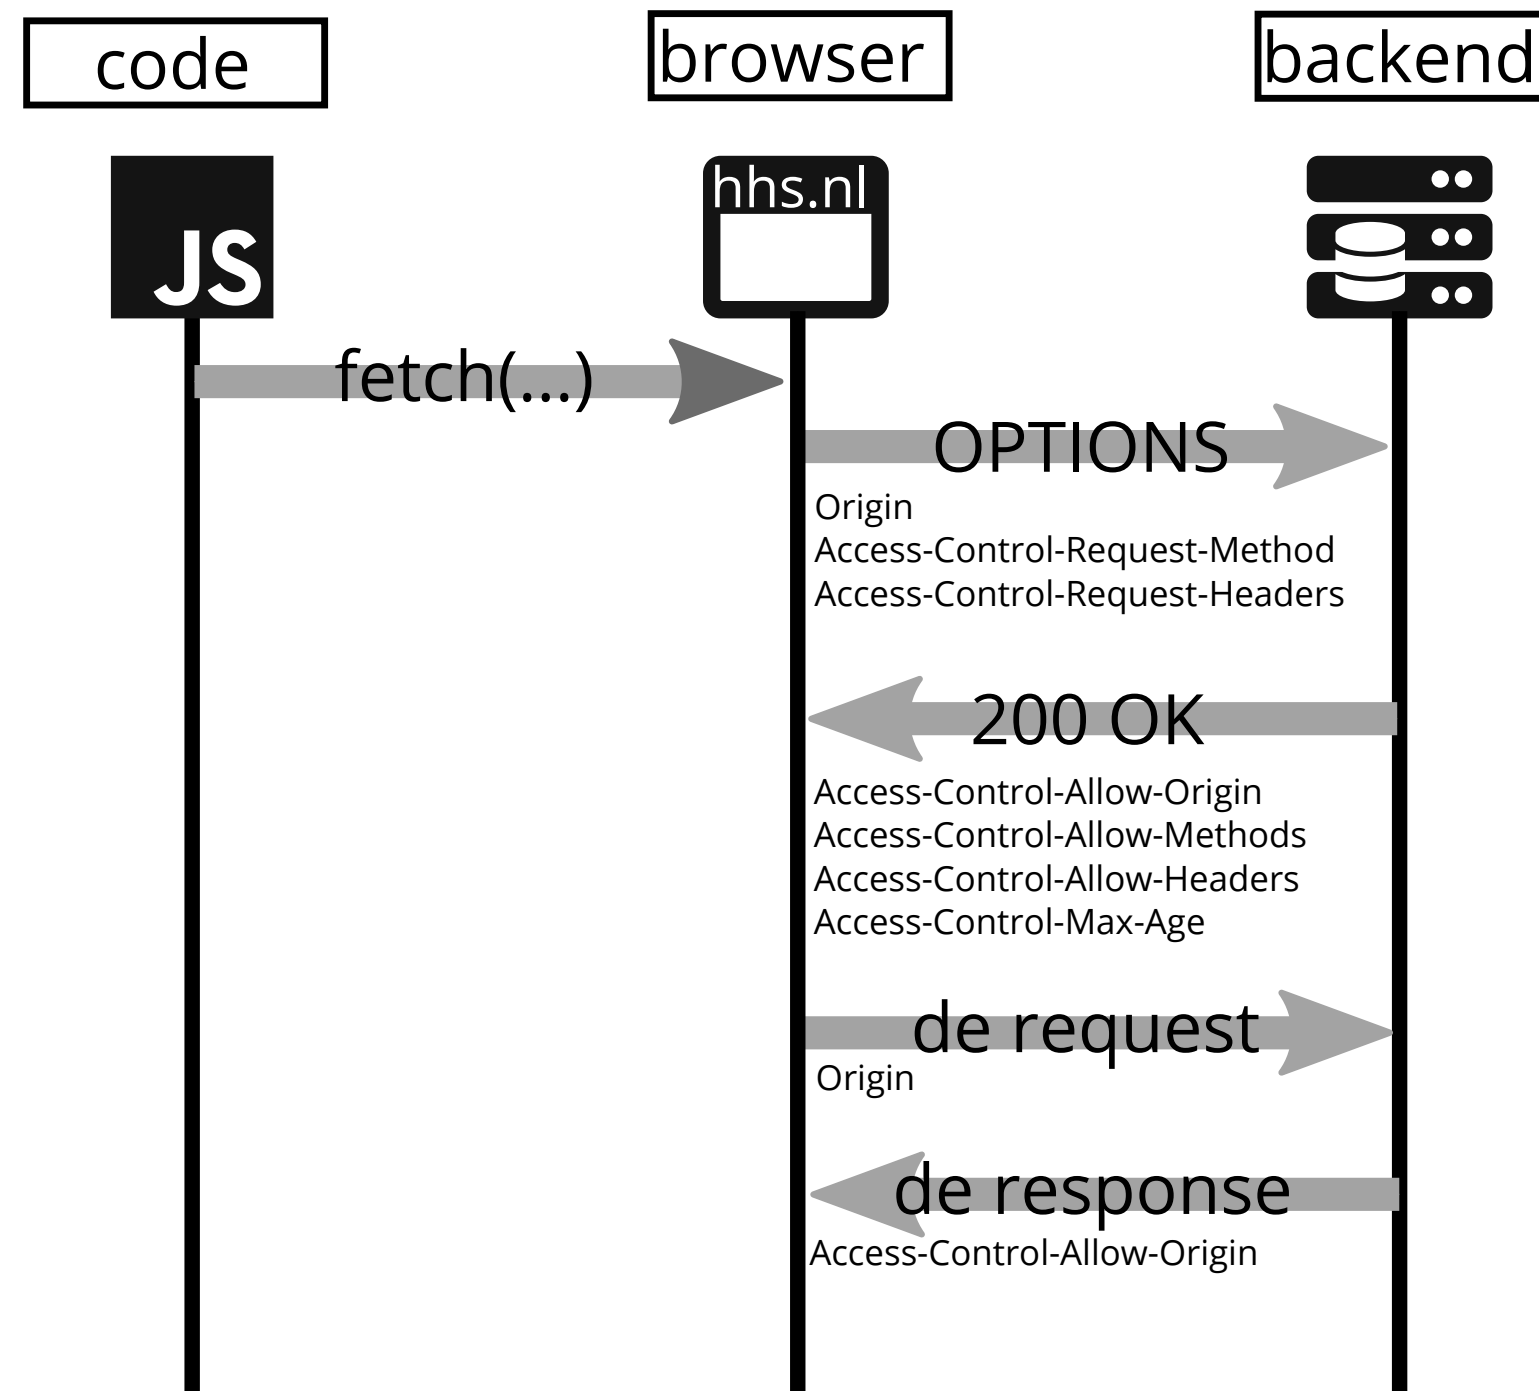 code
browser
backend
JS
hhs.nl
fetch(...)
OPTIONS
Origin
Access-Control-Request-Method
Access-Control-Request-Headers
200 OK
Access-Control-Allow-Origin
Access-Control-Allow-Methods
Access-Control-Allow-Headers
Access-Control-Max-Age
de request
Origin
de response
Access-Control-Allow-Origin